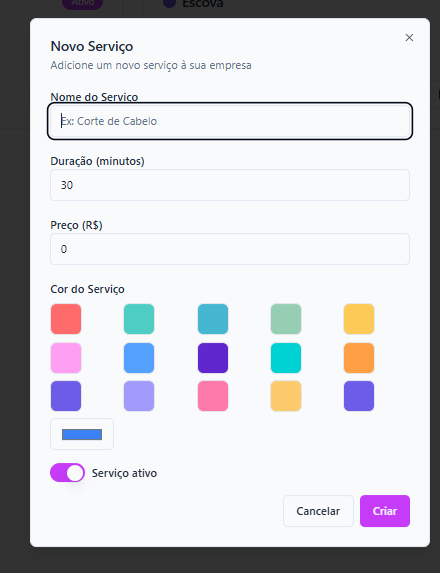 Ativo
Escova
Novo Serviço
Adicione um novo serviço à sua empresa
Nome do Serviço
Ex: Corte de Cabelo
Duração (minutos)
30
Preço (R$)
0
Cor do Serviço
Serviço ativo
Cancelar
Criar